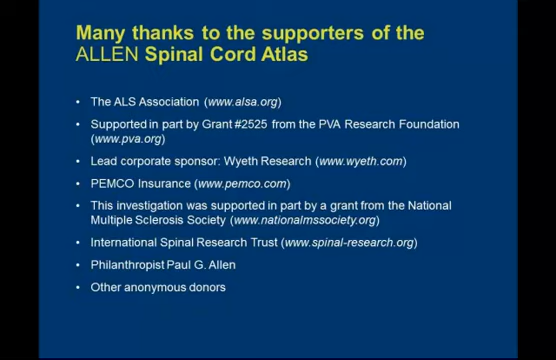 Many thanks to the supporters of the
ALLEN Spinal Cord Atlas
• The ALS Association (www.alsa.org)
• Supported in part by Grant #2525 from the PVA Research Foundation
(www.pva.org)
• Lead corporate sponsor: Wyeth Research (www.wyeth.com)
• PEMCO Insurance (www.pemco.com)
• This investigation was supported in part by a grant from the National
Multiple Sclerosis Society (www.nationalmssociety.org)
• International Spinal Research Trust (www.spinal-research.org)
• Philanthropist Paul G. Allen
• Other anonymous donors